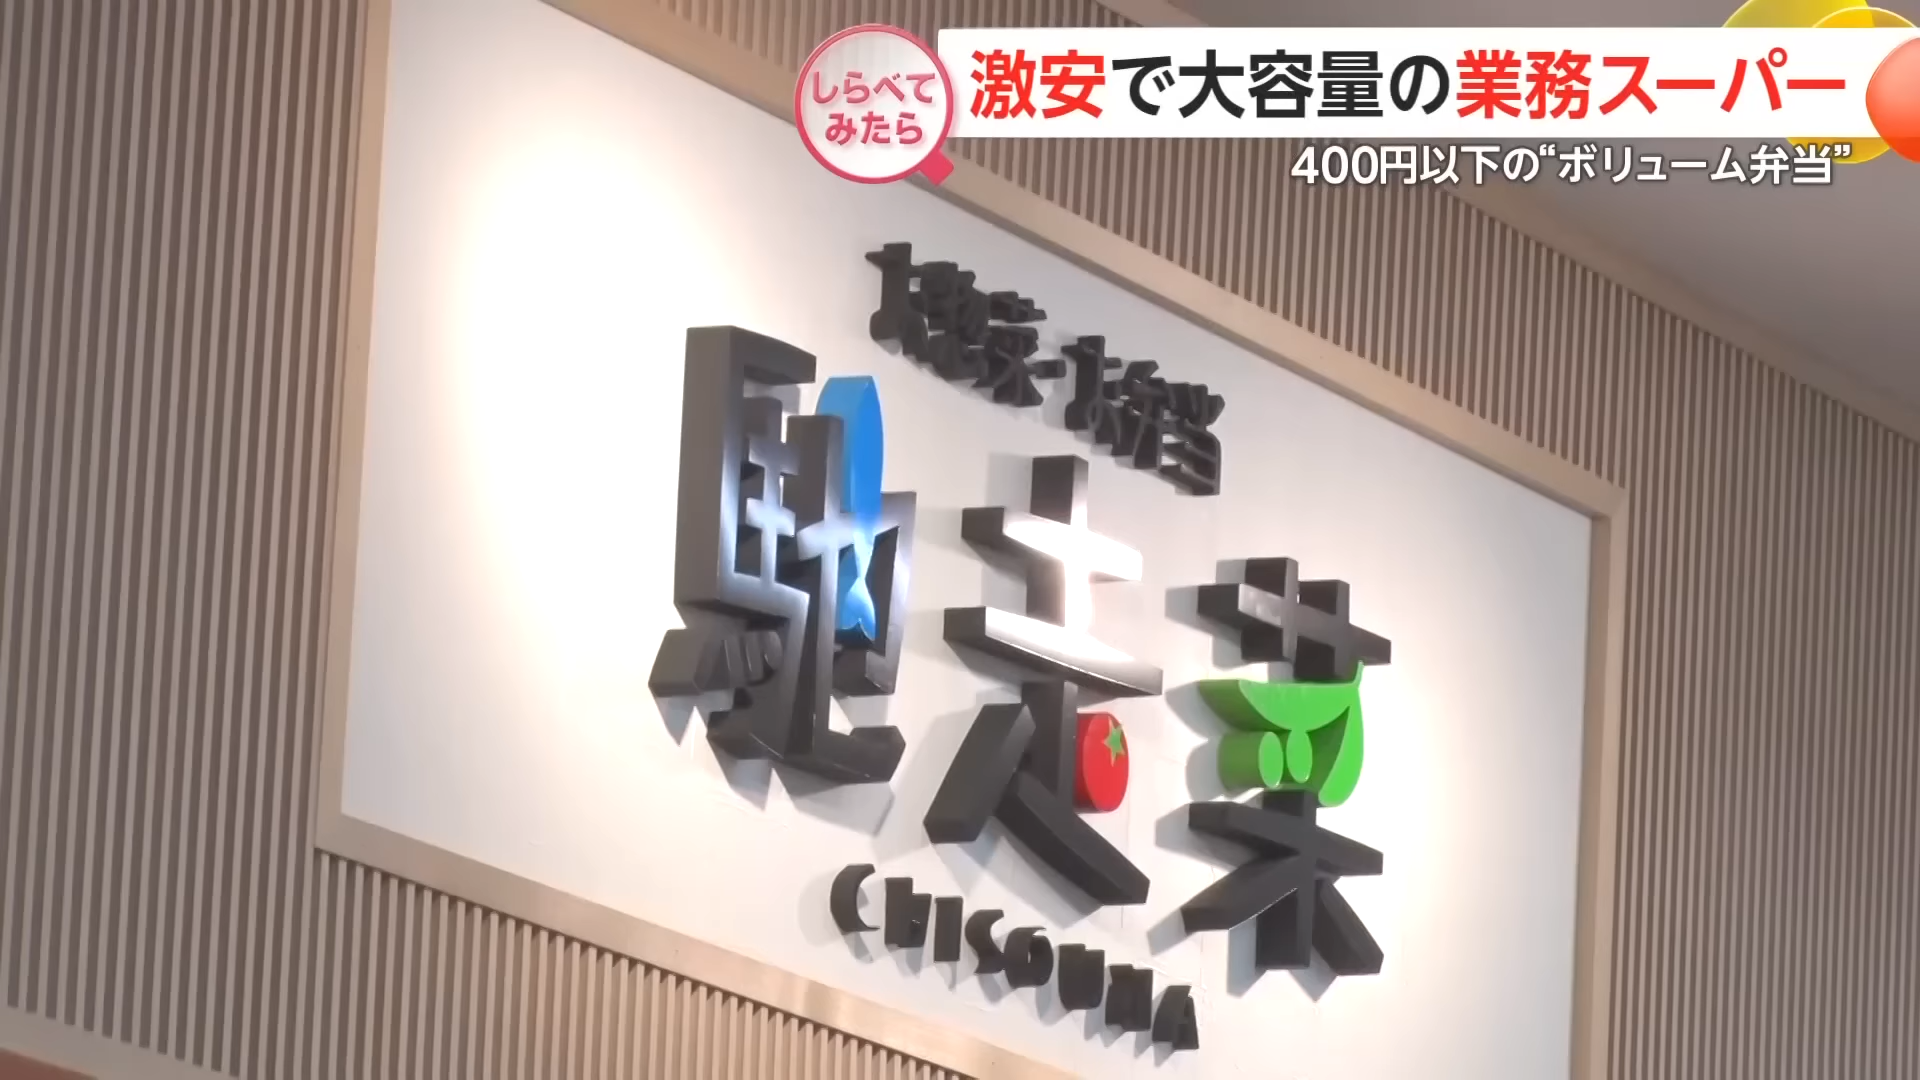 しらべて
みたら
激安で大容量の業務スーパー
400円以下の“ボリューム弁当”
大惣菜・大弁当
馳走菜
CHISOUNA